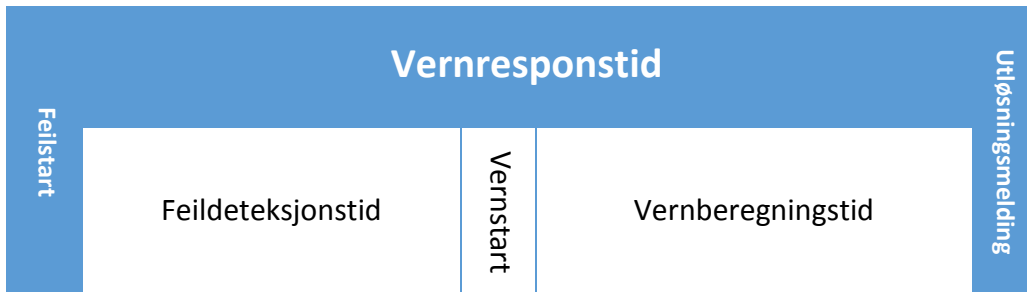 Vernresponstid
Feilstart
Feildeteksjonstid
Vernstart
Vernberegningstid
Utløsningsmelding